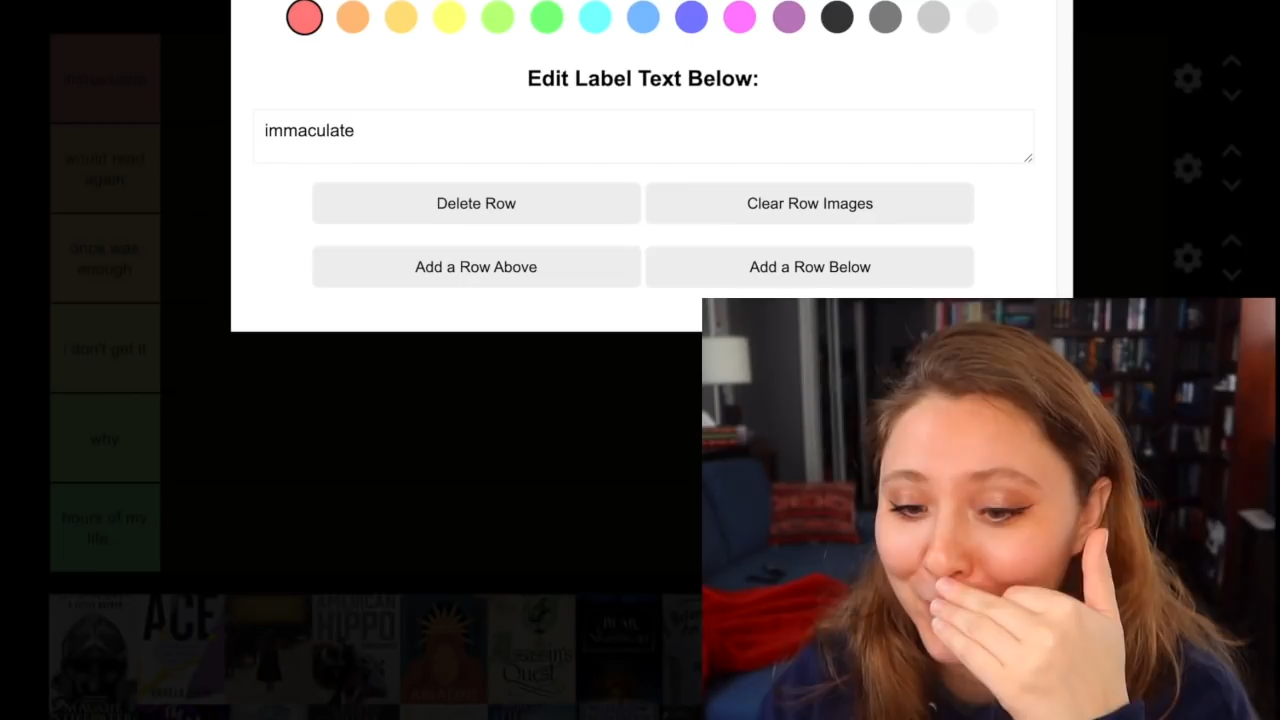 Edit Label Text Below:
immaculate
Delete Row
Clear Row Images
Add a Row Above
Add a Row Below
immaculate
would read
again
once was
enough
i don't get it
why
hours of my
life...
ACE
AMERICAN
HIPPO
Assassin's
Quest